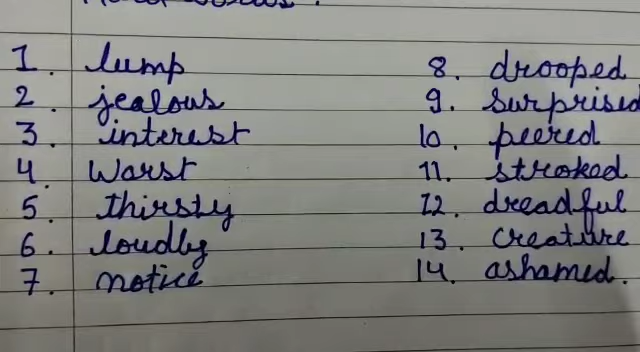 1. lump
2. jealous
3. interest
4. Warst
5. thirsty
6. loudly
7. notice
8. drooped
9. surprised
10. peered
11. stroked
12. dreadful
13. creature
14. ashamed.